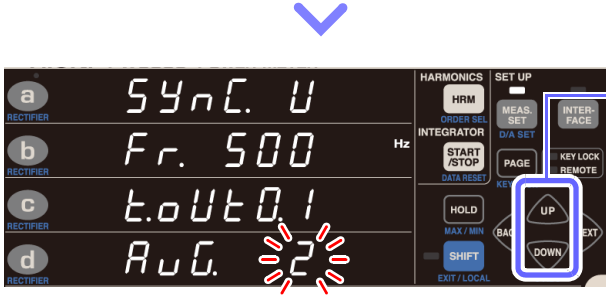 HARMONICS
SET UP
a
RECTIFIER
SYnC. U
HRM
ORDER SEL
MEAS. SET
D/A SET
INTER-FACE
INTEGRATOR
b
RECTIFIER
Fr. 500
Hz
START /STOP
DATA RESET
PAGE
KEY LOCK
REMOTE
c
RECTIFIER
t.oUt0.1
HOLD
MAX / MIN
UP
DOWN
d
RECTIFIER
AvG. 2
SHIFT
EXIT / LOCAL